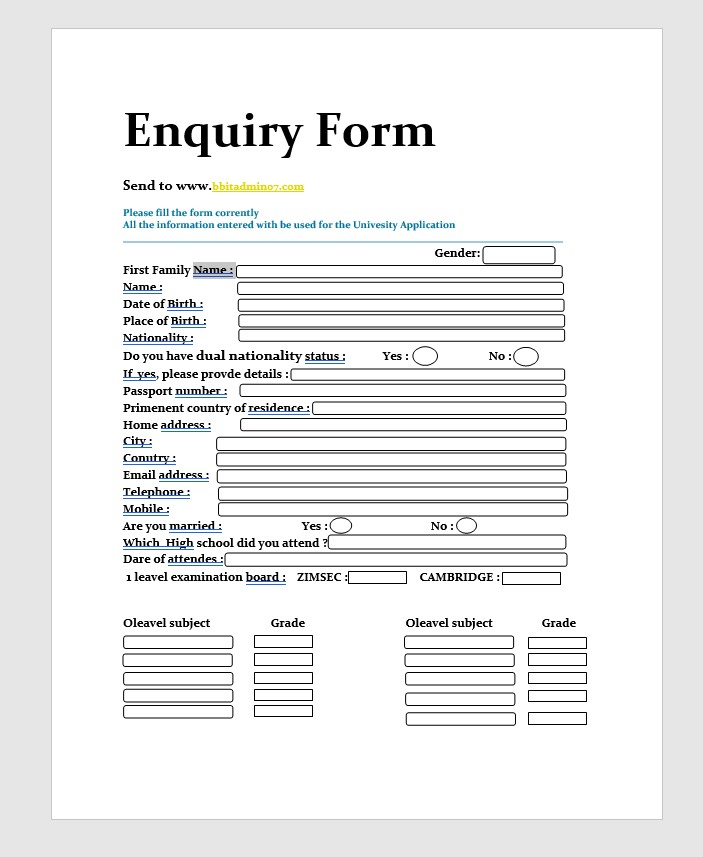 Enquiry Form
Send to www.bbitadmino7.com
Please fill the form corrently
All the information entered with be used for the Univesity Application
Gender:
First Family Name :
Name :
Date of Birth :
Place of Birth :
Nationality :
Do you have dual nationality status : Yes : No :
If yes, please provde details :
Passport number :
Primenent country of residence :
Home address :
City :
Conutry :
Email address :
Telephone :
Mobile :
Are you married : Yes : No :
Which High school did you attend ?
Dare of attendes :
1 leavel examination board : ZIMSEC : CAMBRIDGE :
Oleavel subject Grade Oleavel subject Grade